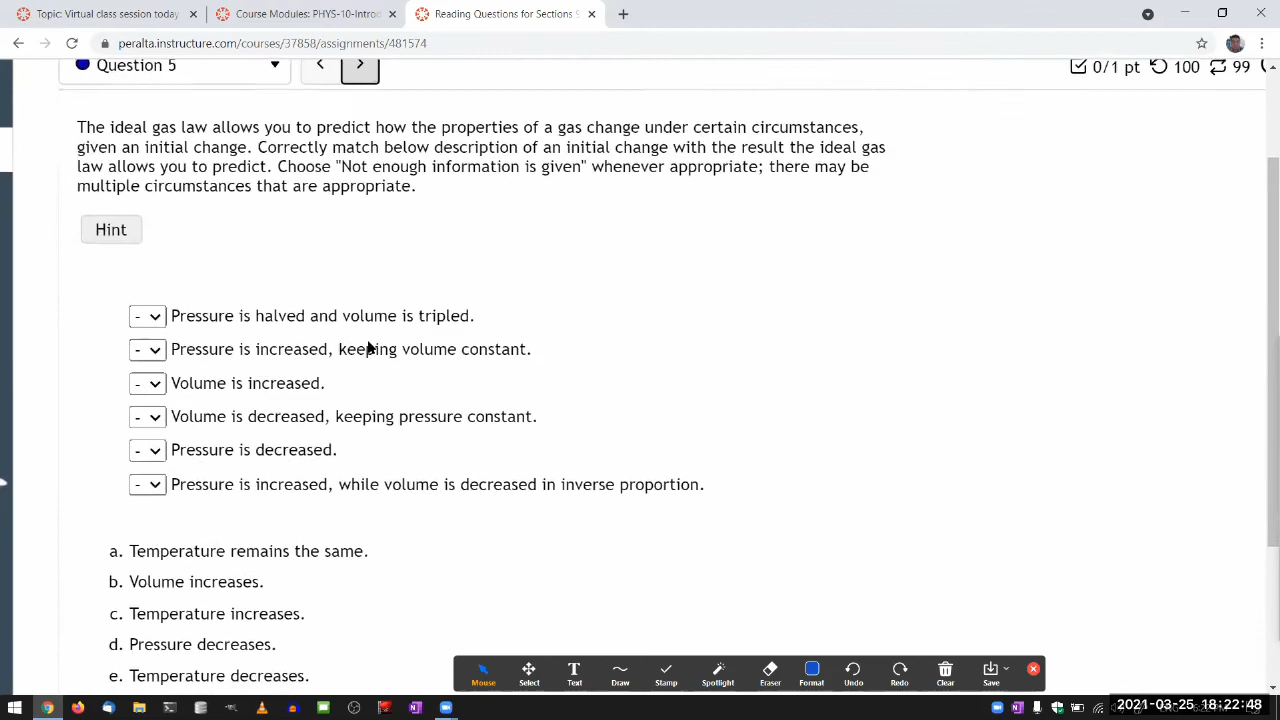 Topic: Virtual class session today
Course Modules: PHYS-10-Intro
Reading Questions for Sections
peralta.instructure.com/courses/37858/assignments/481574
Question 5
0/1 pt 100 99
The ideal gas law allows you to predict how the properties of a gas change under certain circumstances,
given an initial change. Correctly match below description of an initial change with the result the ideal gas
law allows you to predict. Choose "Not enough information is given" whenever appropriate; there may be
multiple circumstances that are appropriate.
Hint
- Pressure is halved and volume is tripled.
- Pressure is increased, keeping volume constant.
- Volume is increased.
- Volume is decreased, keeping pressure constant.
- Pressure is decreased.
- Pressure is increased, while volume is decreased in inverse proportion.
a. Temperature remains the same.
b. Volume increases.
c. Temperature increases.
d. Pressure decreases.
e. Temperature decreases.
Mouse Select Text Draw Stamp Spotlight Eraser Format Undo Redo Clear Save
2021-03-25 18:22:48